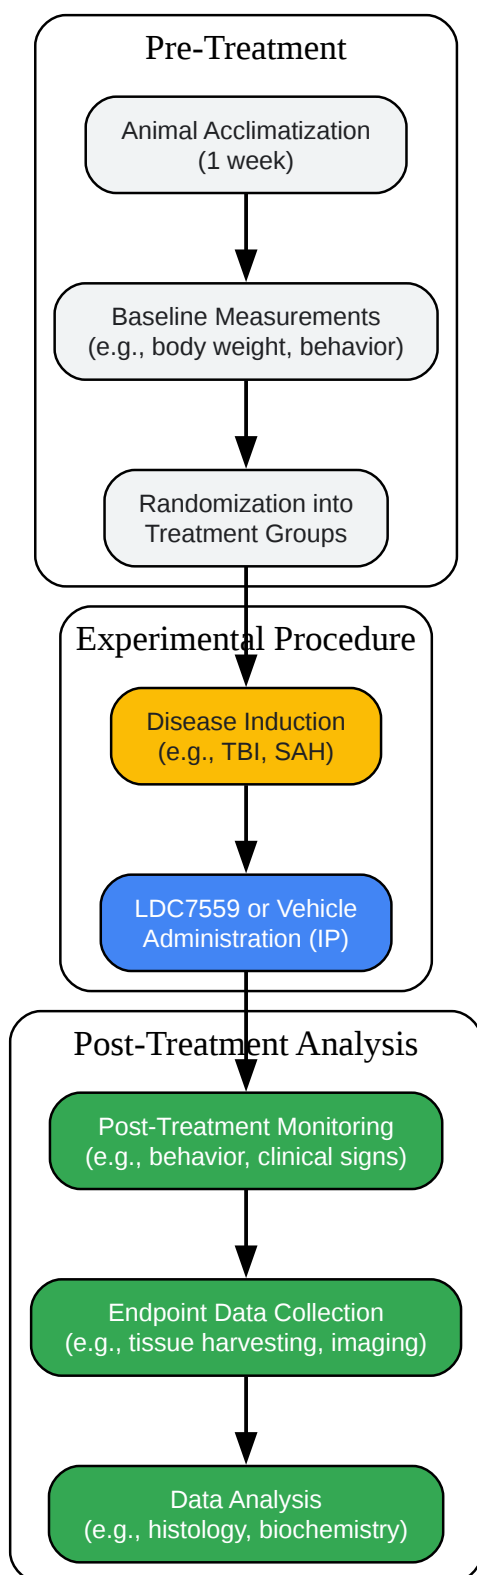 Pre-Treatment
Animal Acclimatization
(1 week)
Baseline Measurements
(e.g., body weight, behavior)
Randomization into
Treatment Groups
Experimental Procedure
Disease Induction
(e.g., TBI, SAH)
LDC7559 or Vehicle
Administration (IP)
Post-Treatment Analysis
Post-Treatment Monitoring
(e.g., behavior, clinical signs)
Endpoint Data Collection
(e.g., tissue harvesting, imaging)
Data Analysis
(e.g., histology, biochemistry)